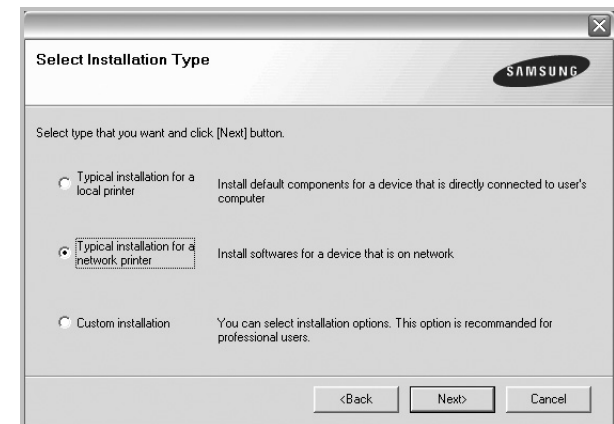 Select Installation Type
SAMSUNG
Select type that you want and click [Next] button.
Typical installation for a
local printer
Install default components for a device that is directly connected to user's
computer
Typical installation for a
network printer
Install softwares for a device that is on network
Custom installation
You can select installation options. This option is recommanded for
professional users.
<Back
Next>
Cancel